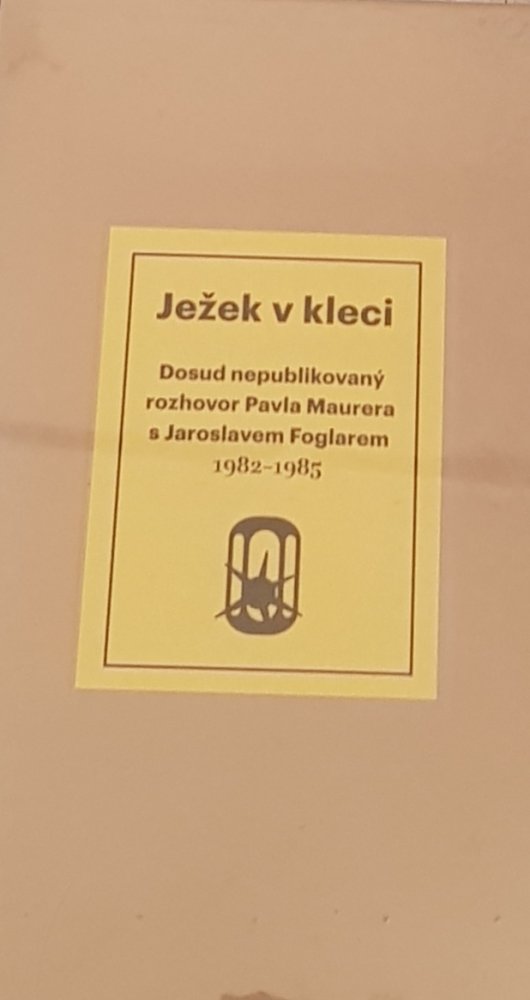 Ježek v kleci
Dosud nepublikovaný
rozhovor Pavla Maurera
s Jaroslavem Foglarem
1982–1985